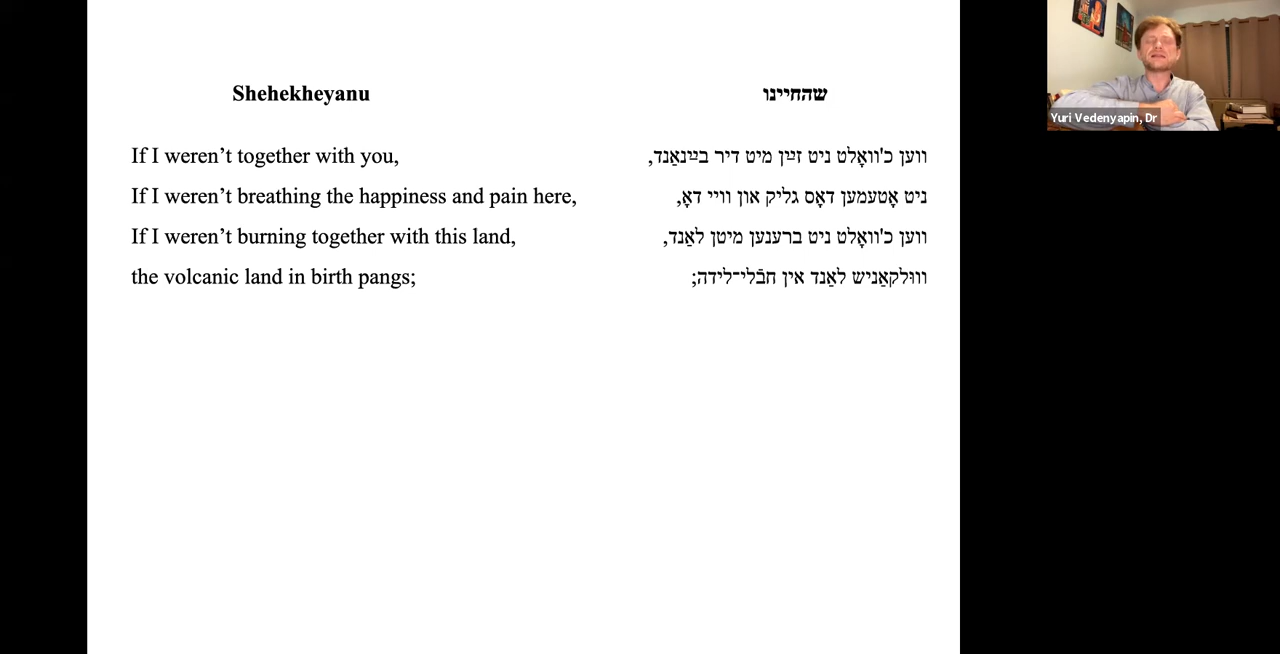 Shehekheyanu
If I weren’t together with you,
If I weren’t breathing the happiness and pain here,
If I weren’t burning together with this land,
the volcanic land in birth pangs;
שהחיינו
ווען כ'וואָלט ניט זײַן מיט דיר בײַנאַנד,
ניט אָטעמען דאָס גליק און וויי דאָ,
ווען כ'וואָלט ניט ברענען מיטן לאַנד,
וווּלקאַניש לאַנד אין חבֿלי־לידה;
Yuri Vedenyapin, Dr